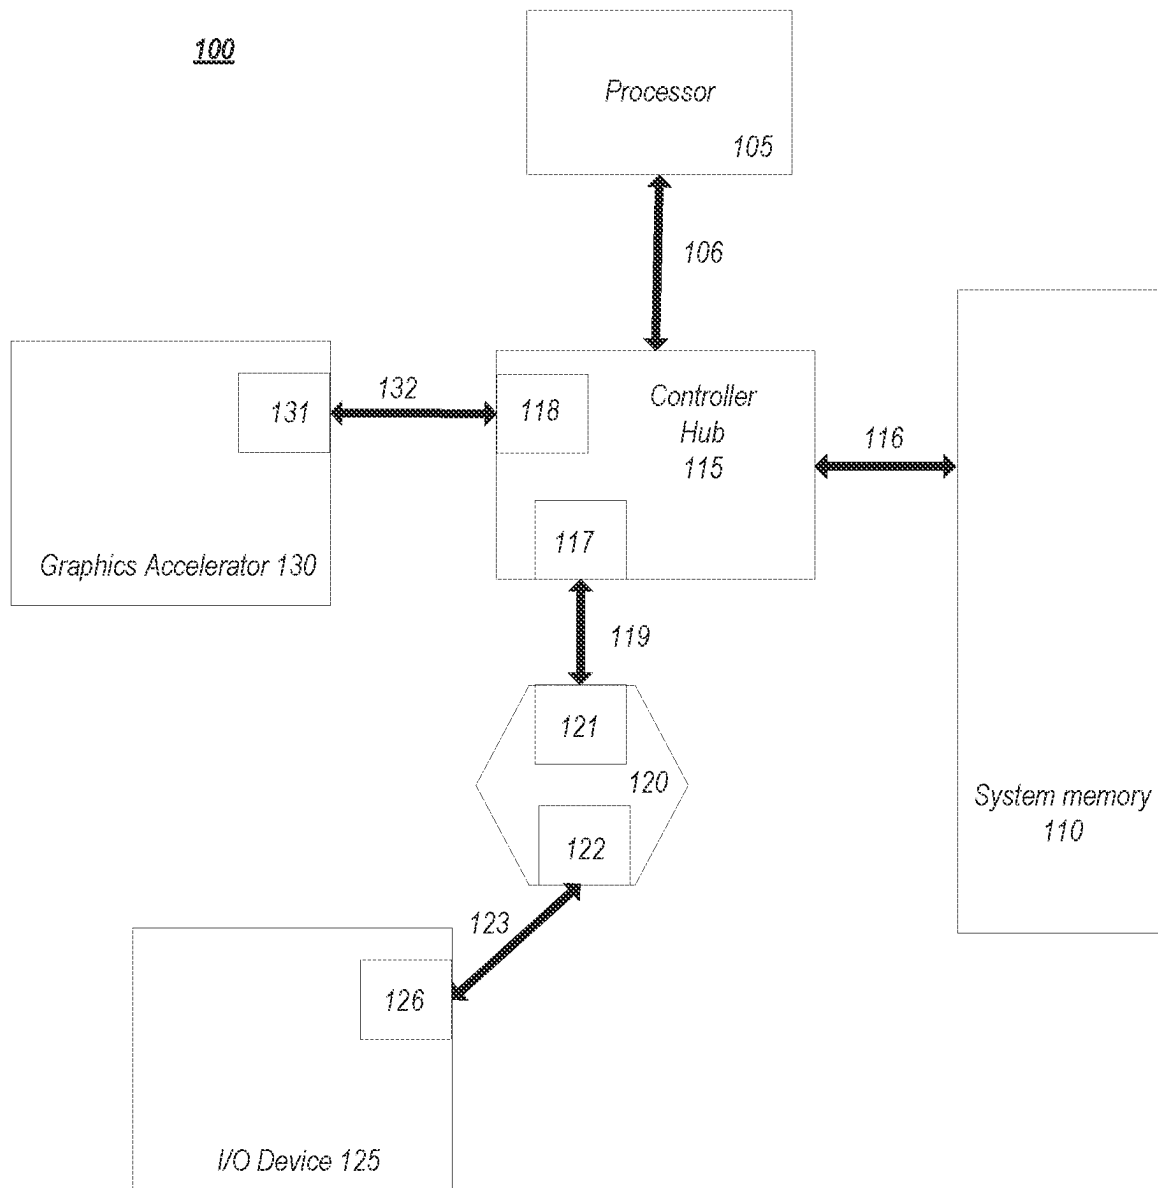 100
Processor
105
106
132
131
118
Controller
Hub
115
116
117
Graphics Accelerator 130
119
121
120
122
System memory
110
123
126
I/O Device 125